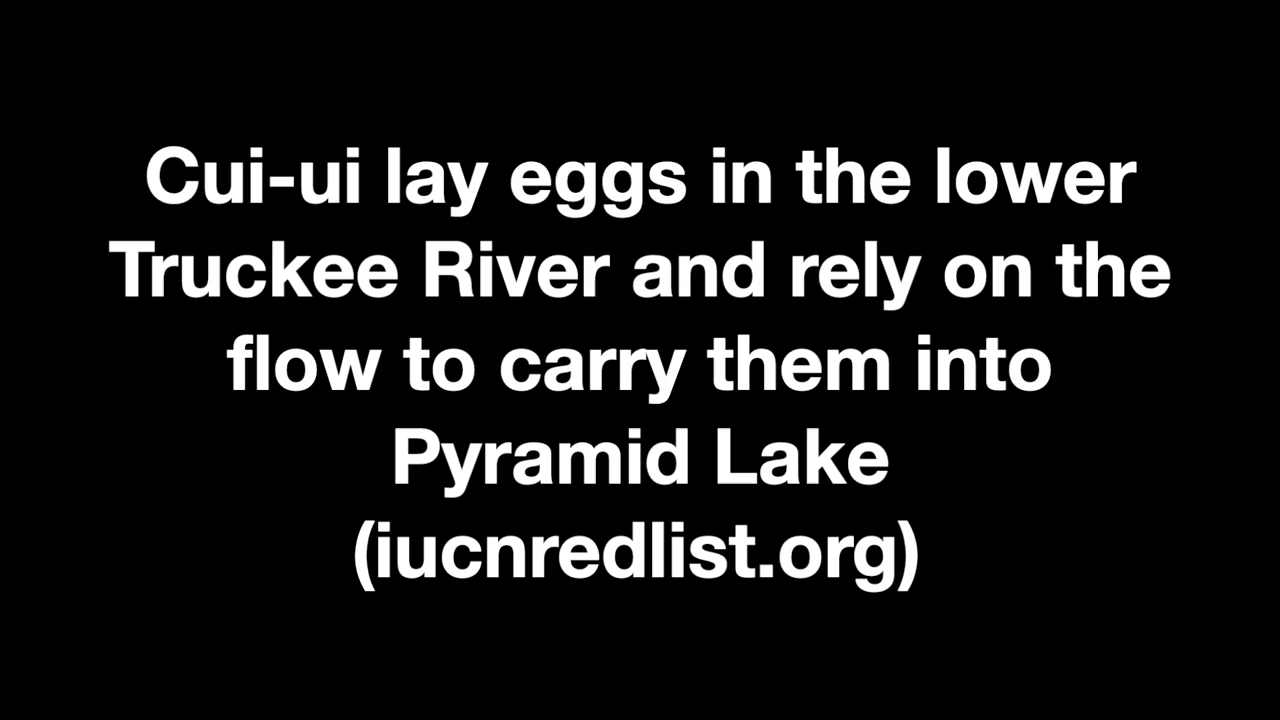 Cui-ui lay eggs in the lower
Truckee River and rely on the
flow to carry them into
Pyramid Lake
(iucnredlist.org)